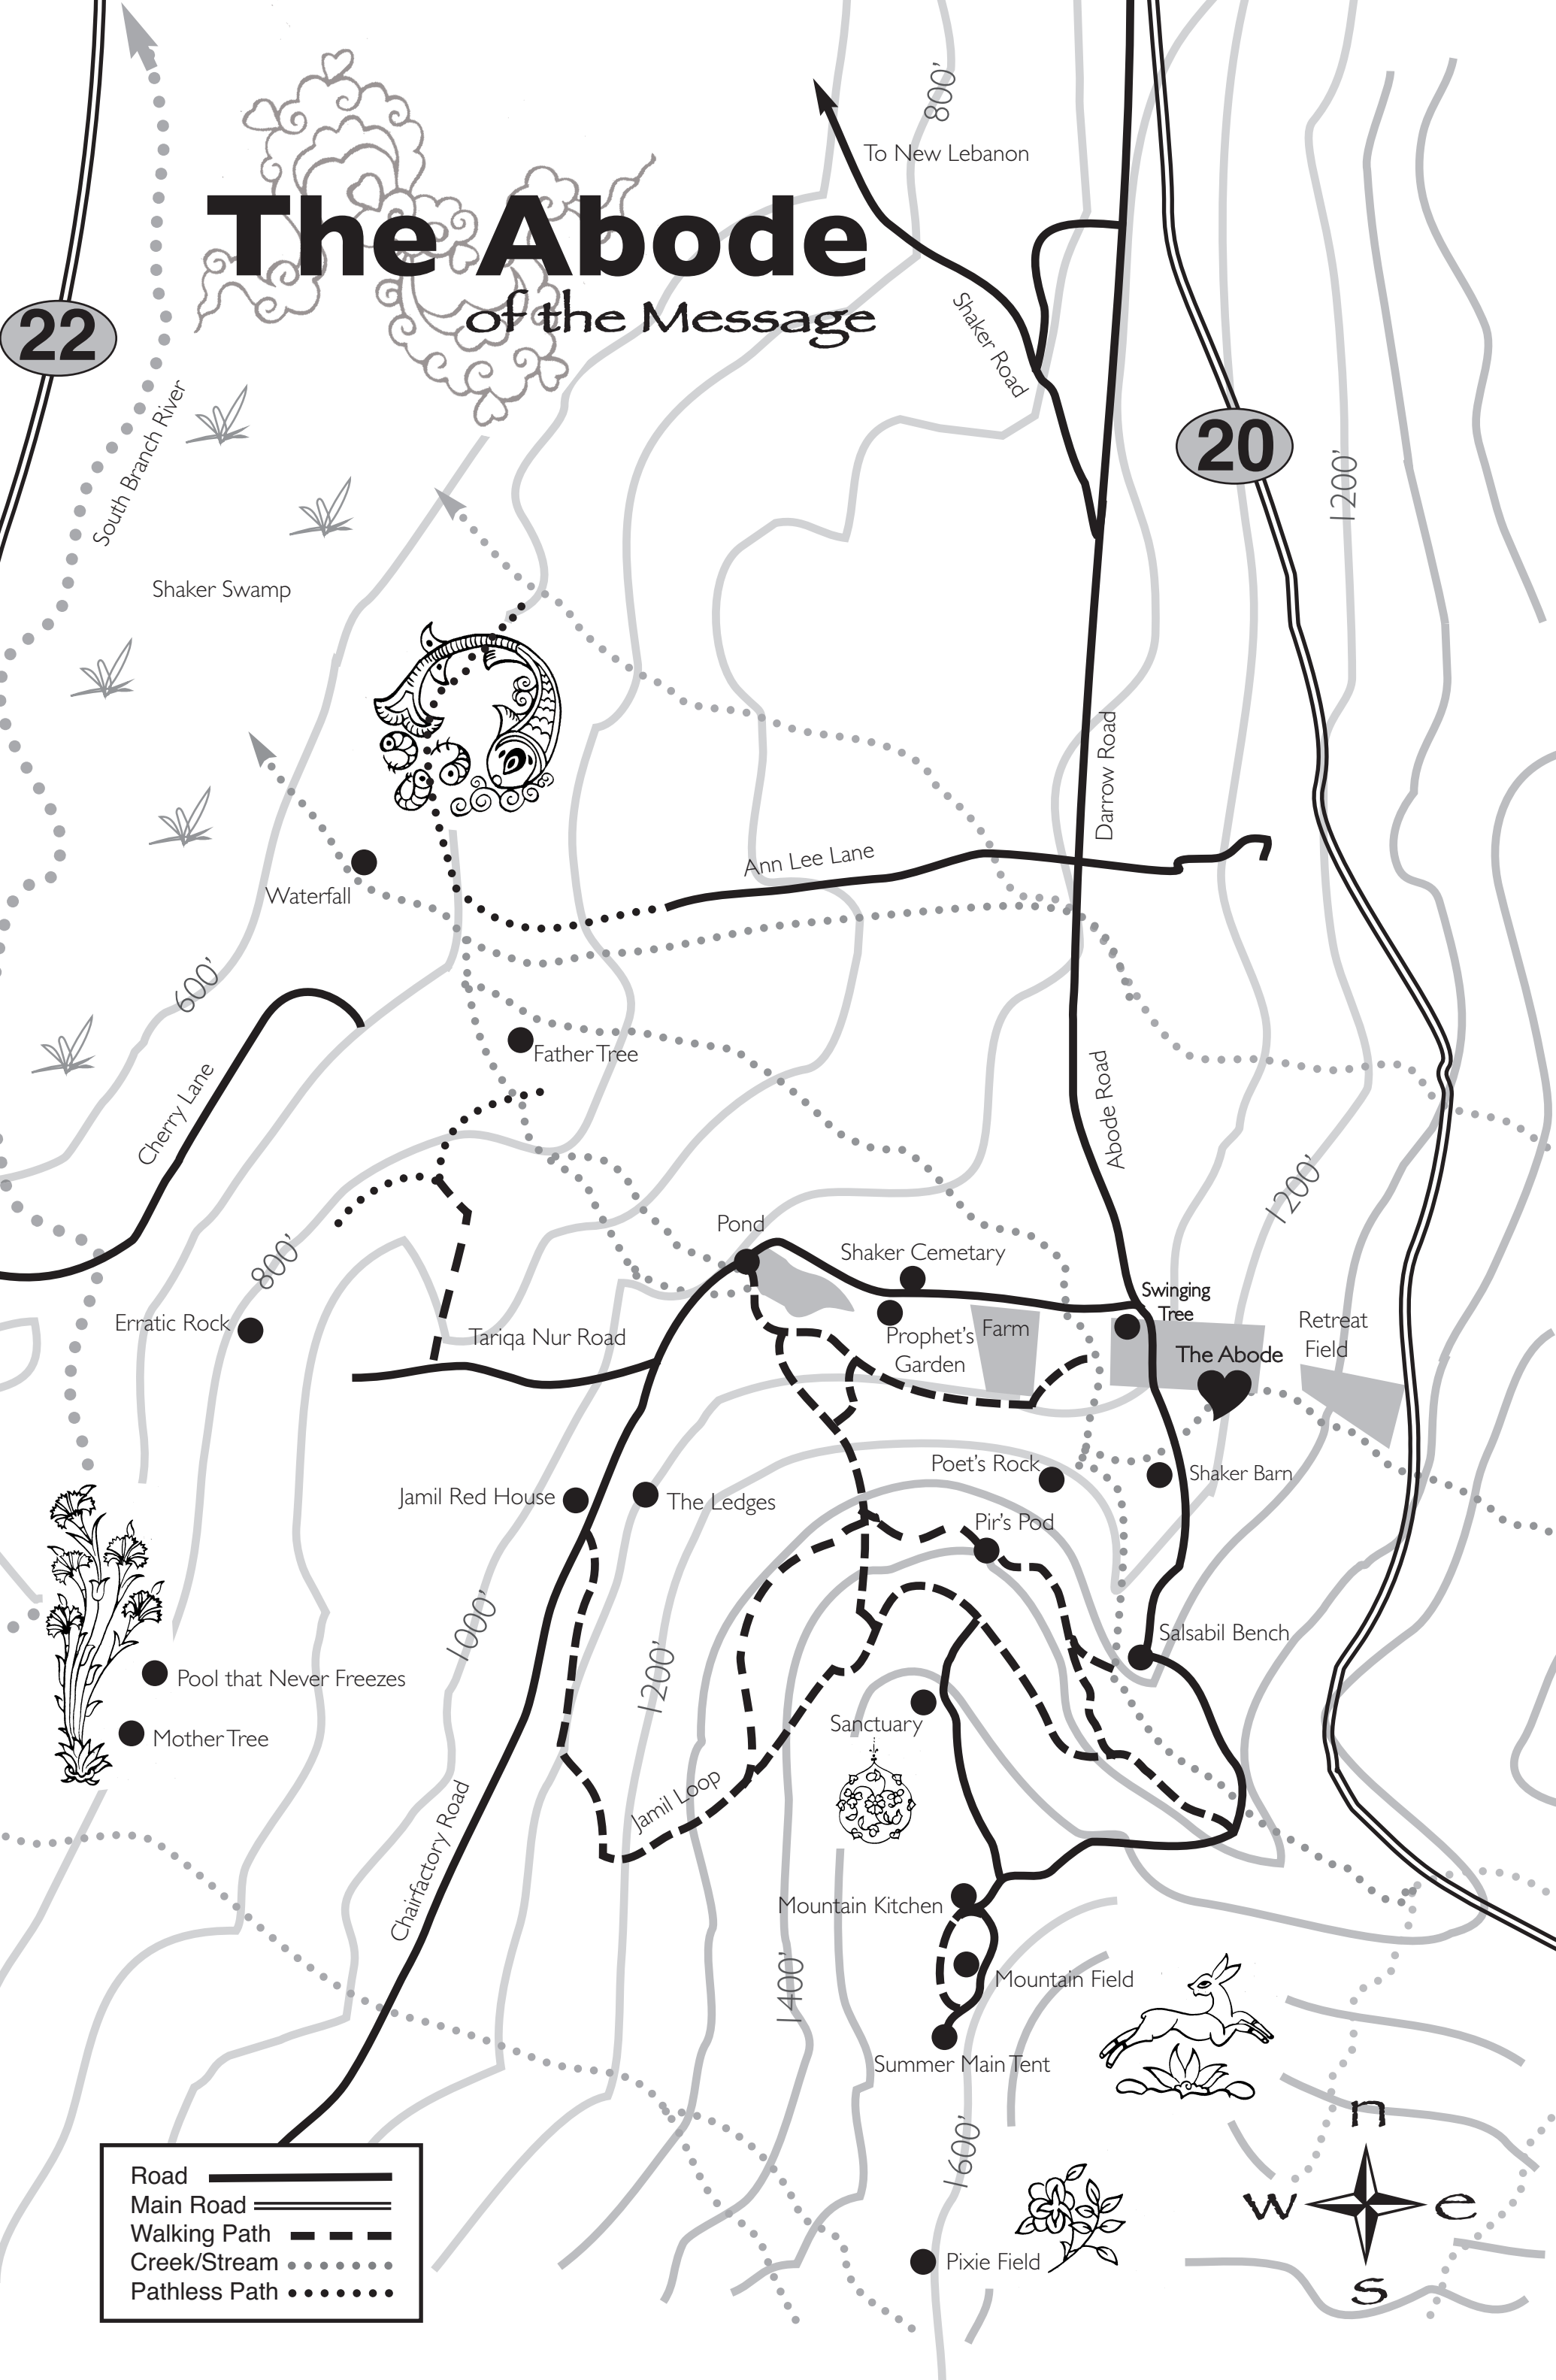 800'
To New Lebanon
The Abode
of the Message
Shaker Road
22
20
South Branch River
1200'
Shaker Swamp
Darrow Road
Ann Lee Lane
Waterfall
600'
Father Tree
Cherry Lane
Abode Road
1200'
Pond
Shaker Cemetary
800'
Swinging
Tree
Erratic Rock
Tariqa Nur Road
Prophet's
Garden
Farm
Retreat
Field
The Abode
Poet's Rock
Shaker Barn
Jamil Red House
The Ledges
Pir's Pod
1000'
Salsabil Bench
1200'
Pool that Never Freezes
Sanctuary
Mother Tree
Jamil Loop
Chairfactory Road
Mountain Kitchen
1400'
Mountain Field
Summer Main Tent
1600'
n
w
e
s
Pixie Field
Road
Main Road
Walking Path
Creek/Stream
Pathless Path